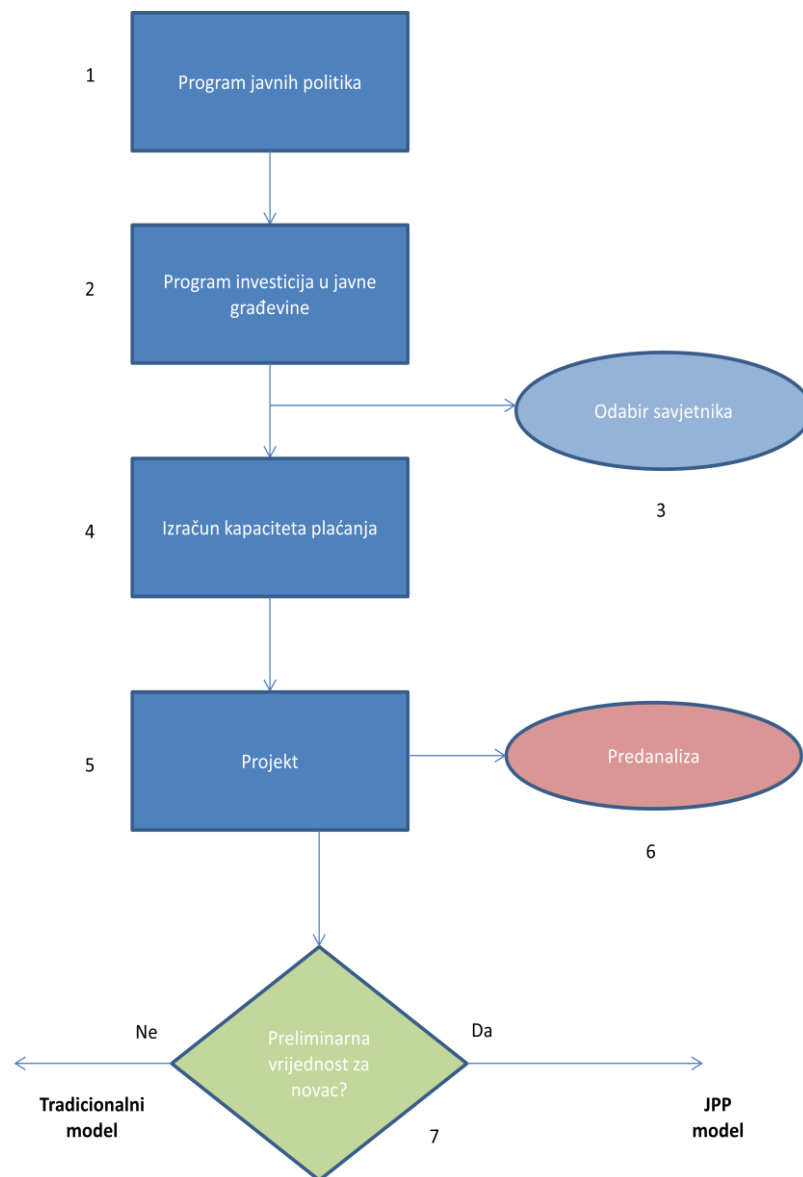 1
Program javnih politika
2
Program investicija u javne
građevine
Odabir savjetnika
3
4
Izračun kapaciteta plaćanja
5
Projekt
Predanaliza
6
Ne
Preliminarna
vrijednost za
novac?
Da
Tradicionalni
model
7
JPP
model